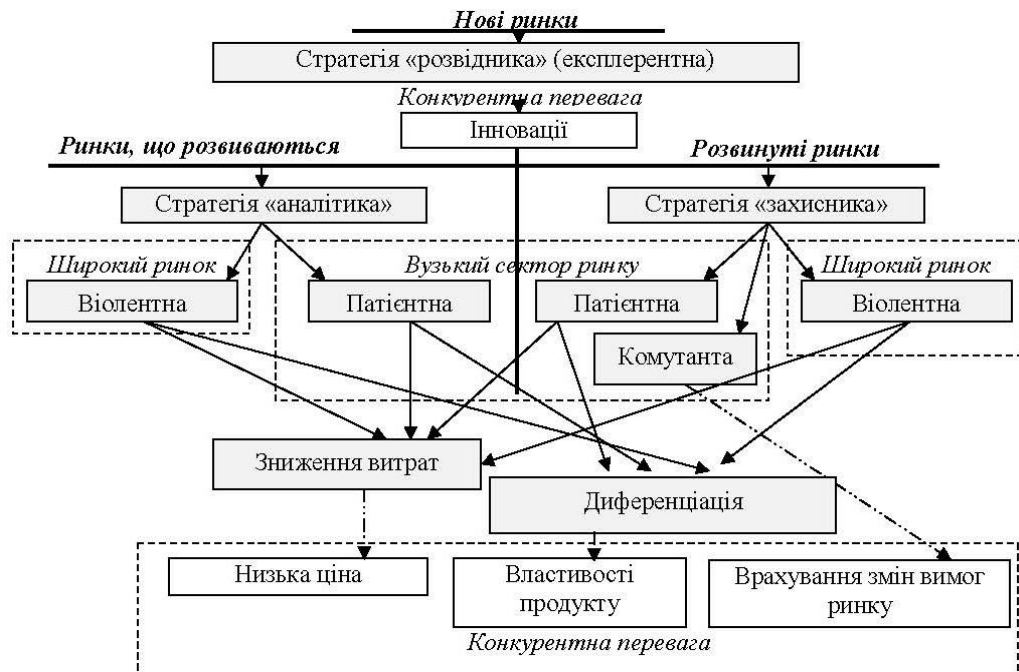 Нові ринки
Стратегія «розвідника» (експлерентна)
Конкурентна перевага
Інновації
Ринки, що розвиваються
Розвинуті ринки
Стратегія «аналітика»
Стратегія «захисника»
Широкий ринок
Вузький сектор ринку
Широкий ринок
Віолентна
Патієнтна
Патієнтна
Віолентна
Комутанта
Зниження витрат
Диференціація
Низька ціна
Властивості
продукту
Врахування змін вимог
ринку
Конкурентна перевага